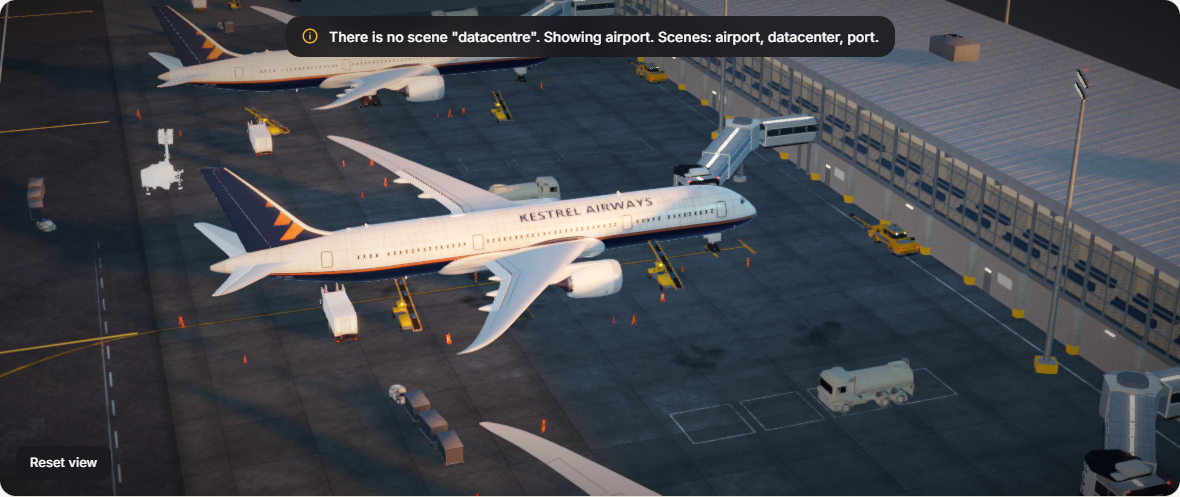 There is no scene "datacentre". Showing airport. Scenes: airport, datacenter, port.
KESTREL AIRWAYS
Reset view